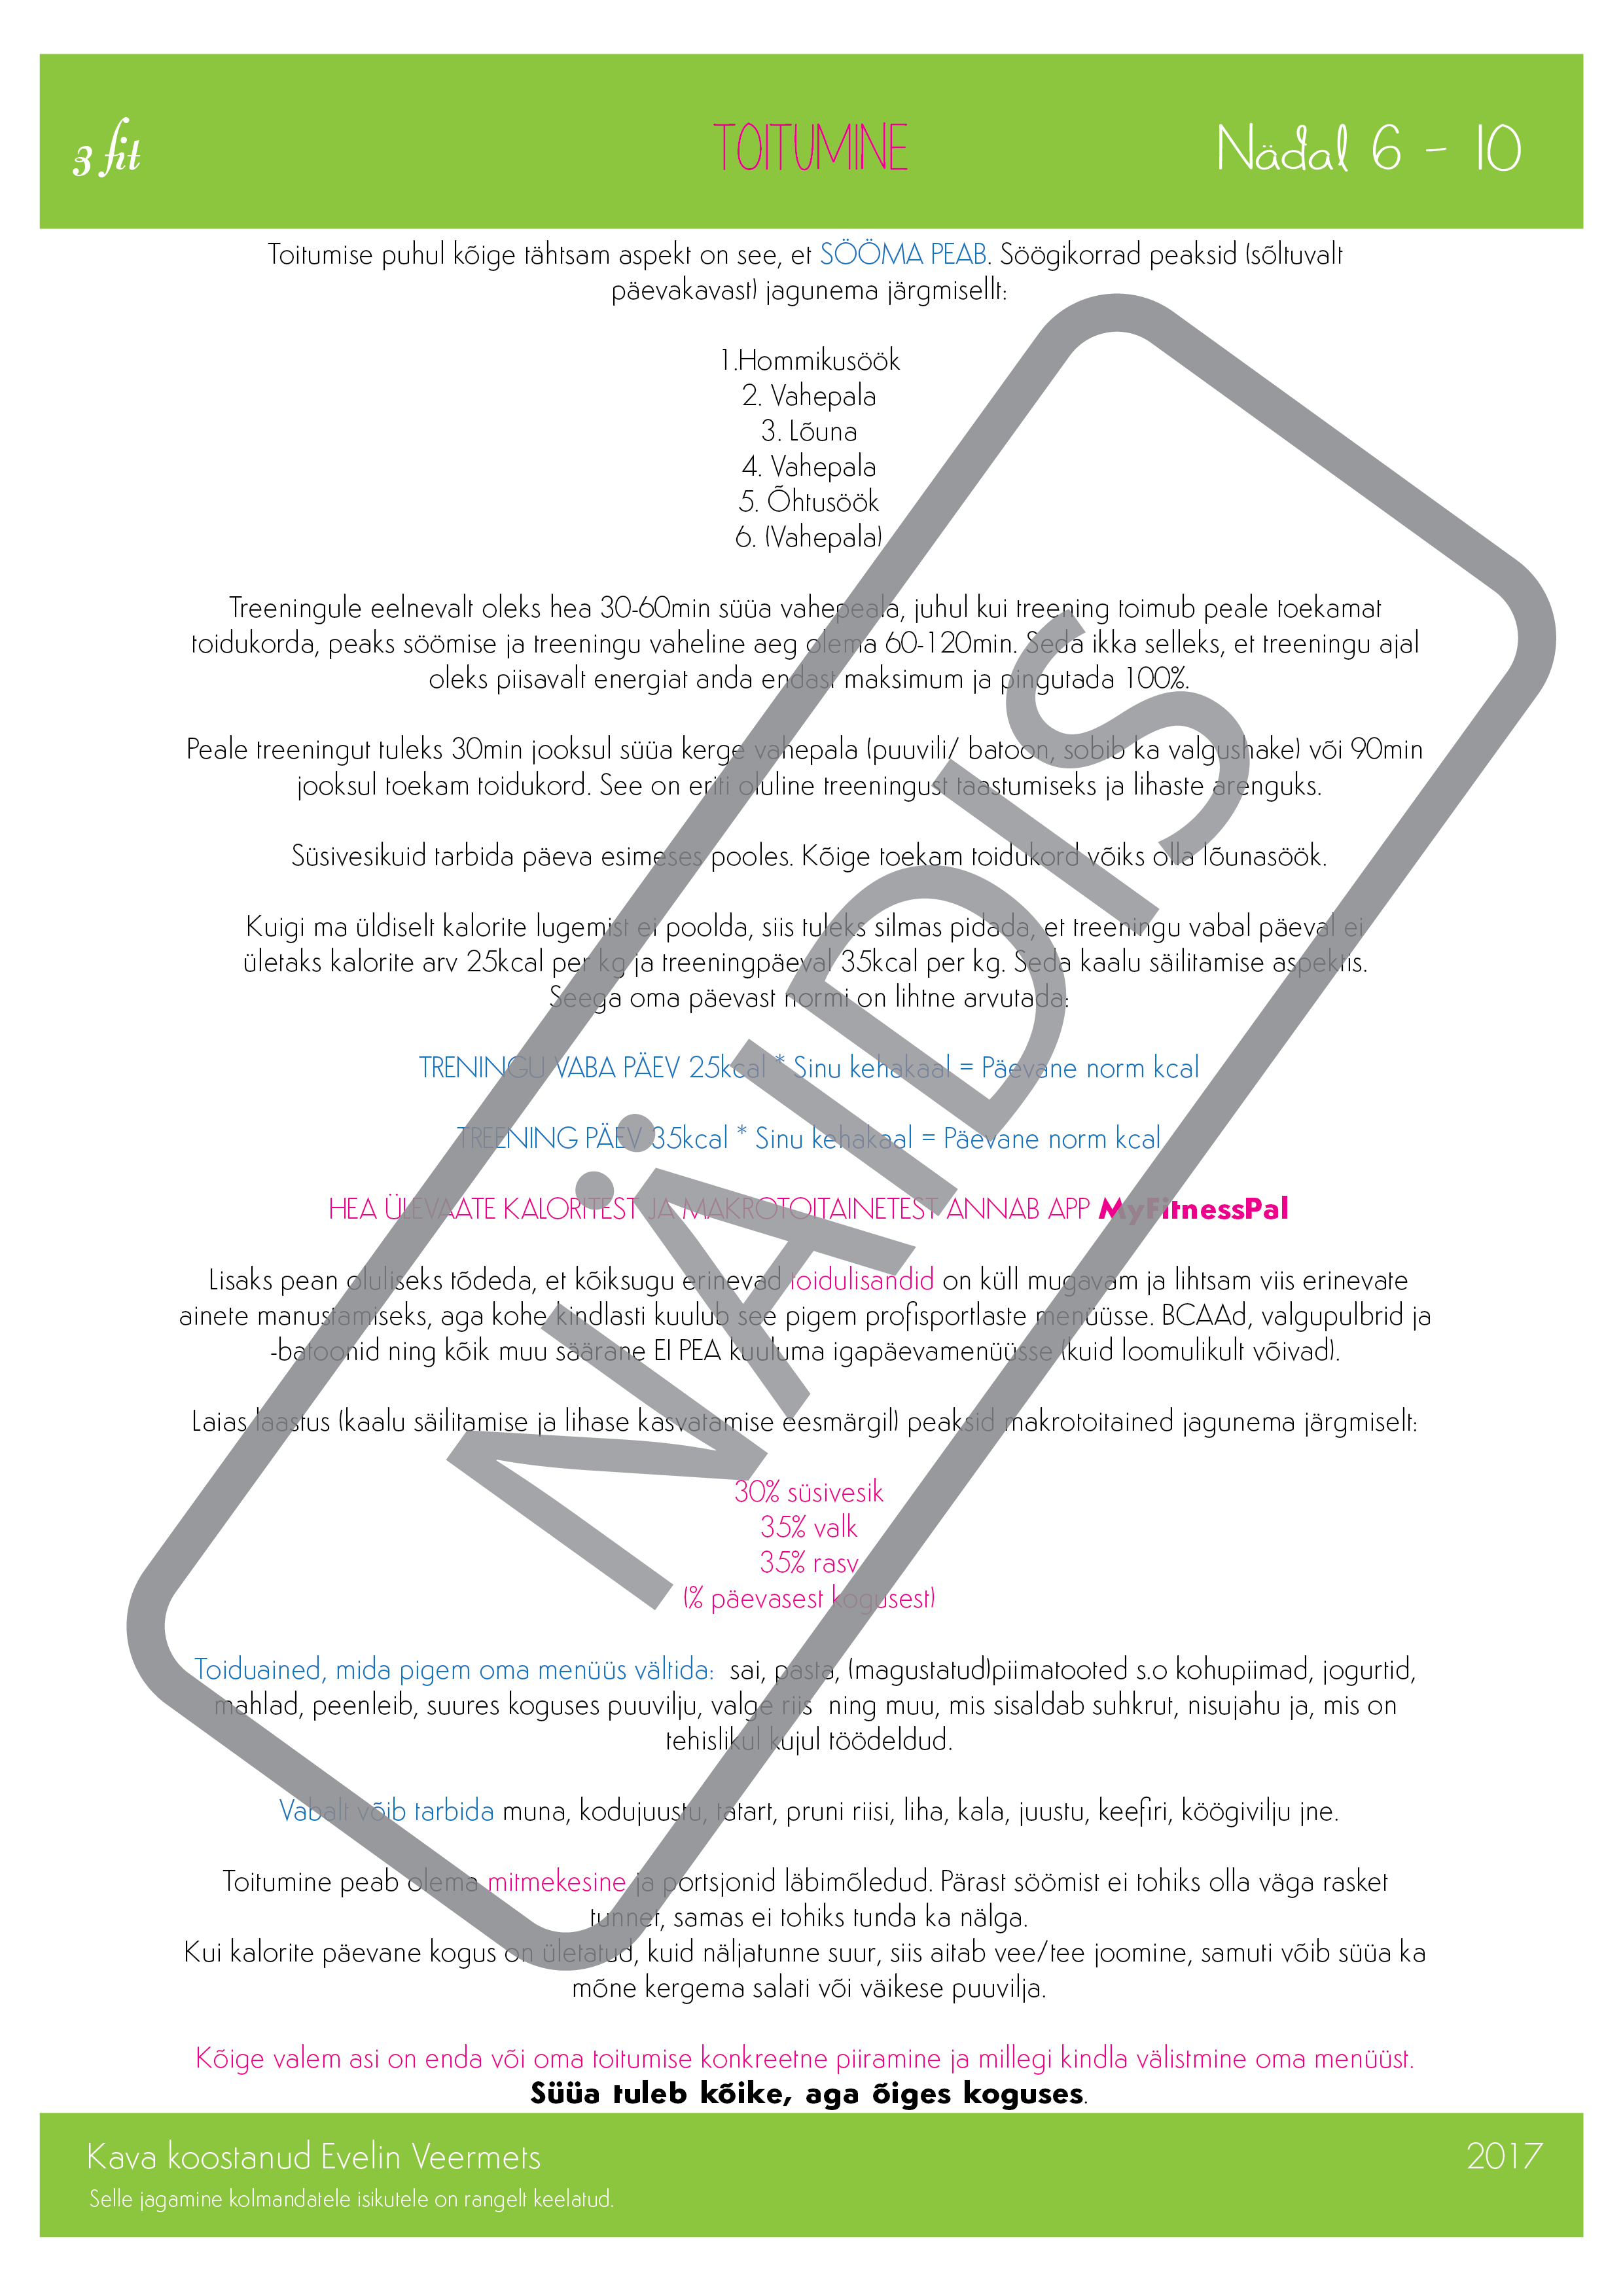 3 fit
TOITUMINE
Nädal 6 - 10
Toitumise puhul kõige tähtsam aspekt on see, et SÖÖMA PEAB. Söögikorrad peaksid (sõltuvalt
päevakavast) jagunema järgmisellt:
1.Hommikusöök
2. Vahepala
3. Lõuna
4. Vahepala
5. Õhtusöök
6. (Vahepala)
Treeningule eelnevalt oleks hea 30-60min süüa vahepeala, juhul kui treening toimub peale toekamat
toidukorda, peaks söömise ja treeningu vaheline aeg olema 60-120min. Seda ikka selleks, et treeningu ajal
oleks piisavalt energiat anda endast maksimum ja pingutada 100%.
Peale treeningut tuleks 30min jooksul süüa kerge vahepala (puuvili/ batoon, sobib ka valgushake) või 90min
jooksul toekam toidukord. See on eriti oluline treeningust taastumiseks ja lihaste arenguks.
Süsivesikuid tarbida päeva esimeses pooles. Kõige toekam toidukord võiks olla lõunasöök.
Kuigi ma üldiselt kalorite lugemist ei poolda, siis tuleks silmas pidada, et treeningu vabal päeval ei
ületaks kalorite arv 25kcal per kg ja treeningpäeval 35kcal per kg. Seda kaalu säilitamise aspektis.
Seega oma päevast normi on lihtne arvutada:
TRENINGU VABA PÄEV 25kcal * Sinu kehakaal = Päevane norm kcal
TREENING PÄEV 35kcal * Sinu kehakaal = Päevane norm kcal
HEA ÜLEVAATE KALORITEST JA MAKROTOITAINETEST ANNAB APP MyFitnessPal
Lisaks pean oluliseks tõdeda, et kõiksugu erinevad toidulisandid on küll mugavam ja lihtsam viis erinevate
ainete manustamiseks, aga kohe kindlasti kuulub see pigem profisportlaste menüüsse. BCAAd, valgupulbrid ja
-batoonid ning kõik muu säärane EI PEA kuuluma igapäevamenüüsse (kuid loomulikult võivad).
Laias laastus (kaalu säilitamise ja lihase kasvatamise eesmärgil) peaksid makrotoitained jagunema järgmiselt:
30% süsivesik
35% valk
35% rasv
(% päevasest kogusest)
Toiduained, mida pigem oma menüüs vältida: sai, pasta, (magustatud)piimatooted s.o kohupiimad, jogurtid,
mahlad, peenleib, suures koguses puuvilju, valge riis ning muu, mis sisaldab suhkrut, nisujahu ja, mis on
tehislikul kujul töödeldud.
Vabalt võib tarbida muna, kodujuustu, tatart, pruni riisi, liha, kala, juustu, keefiri, köögivilju jne.
Toitumine peab olema mitmekesine ja portsjonid läbimõledud. Pärast söömist ei tohiks olla väga rasket
tunnet, samas ei tohiks tunda ka nälga.
Kui kalorite päevane kogus on ületatud, kuid näljatunne suur, siis aitab vee/tee joomine, samuti võib süüa ka
mõne kergema salati või väikese puuvilja.
Kõige valem asi on enda või oma toitumise konkreetne piiramine ja millegi kindla välistmine oma menüüst.
Süüa tuleb kõike, aga õiges koguses.
NÄIDIS
Kava koostanud Evelin Veermets
2017
Selle jagamine kolmandatele isikutele on rangelt keelatud.